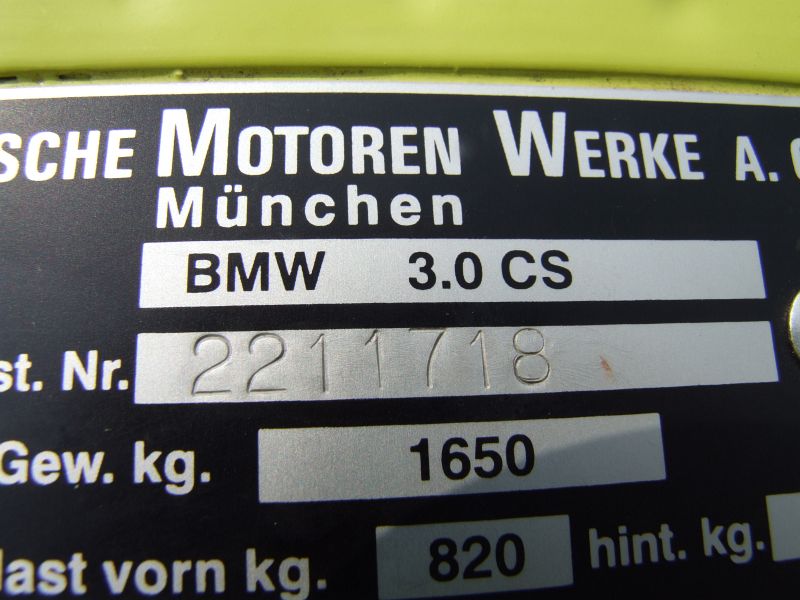 SCHE MOTOREN WERKE A. G
München
BMW 3.0 CS
st. Nr. 2211718
Gew. kg. 1650
last vorn kg. 820 hint. kg.